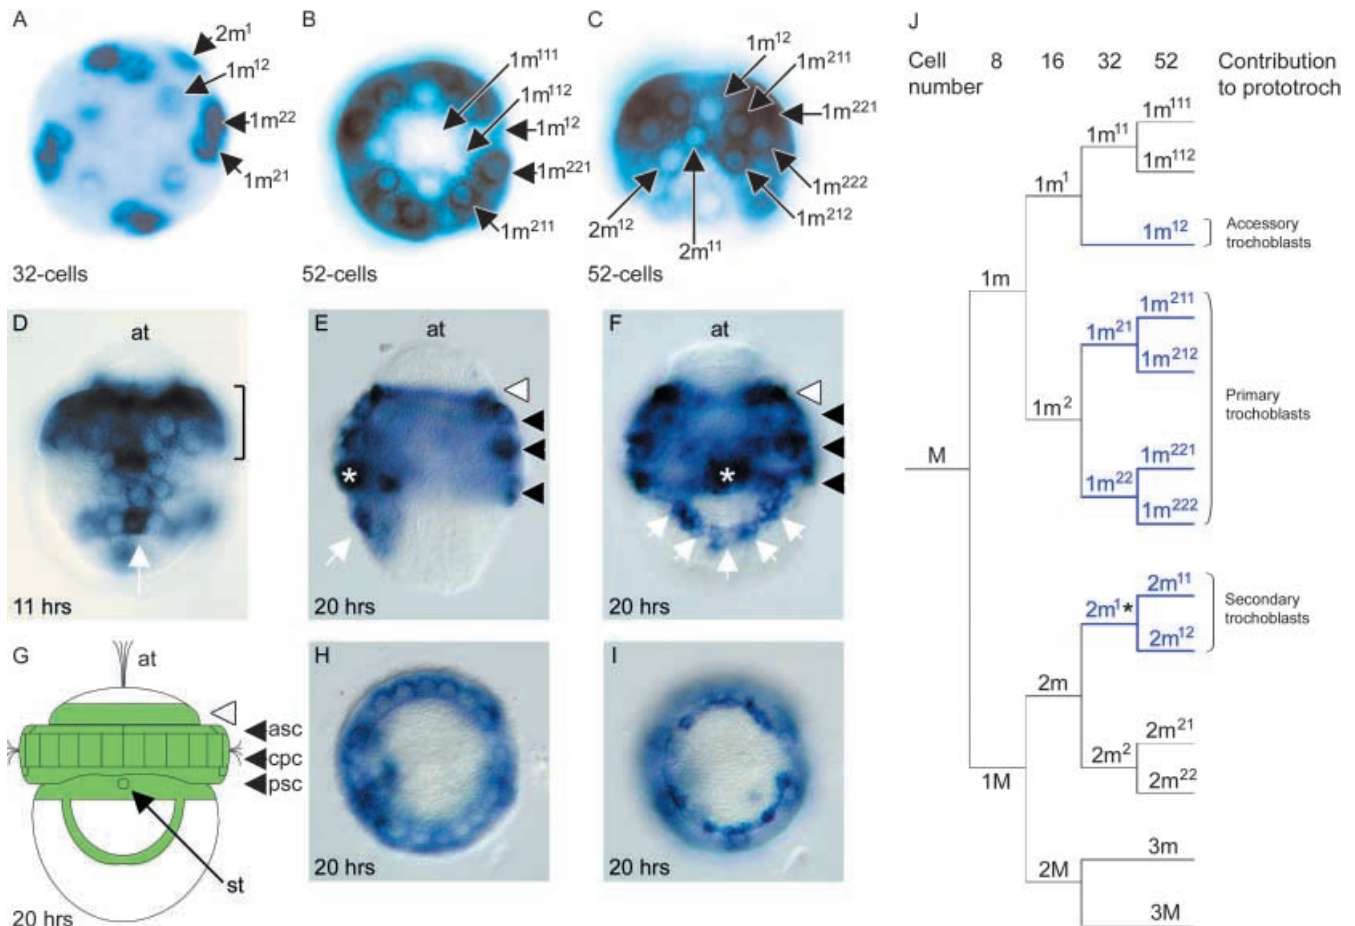 A
2m¹
1m¹²
1m²²
1m²¹
32-cells
B
1m¹¹¹
1m¹¹²
1m¹²
1m²²¹
1m²¹¹
52-cells
C
1m¹²
1m²¹¹
1m²²¹
1m²²²
1m²¹²
2m¹²
2m¹¹
52-cells
D
at
11 hrs
E
at
*
20 hrs
F
at
*
20 hrs
G
at
asc
cpc
psc
st
20 hrs
H
20 hrs
I
20 hrs
J
Cell number 8 16 32 52 Contribution to prototroch
1m¹¹¹
1m¹¹
1m¹¹²
1m¹
1m¹² Accessory trochoblasts
1m
1m²¹¹
1m²¹
1m²¹²
1m² Primary trochoblasts
1m²²¹
1m²²
1m²²²
M
2m¹¹
2m¹* Secondary trochoblasts
2m¹²
2m
2m²¹
2m²
2m²²
1M
3m
2M
3M